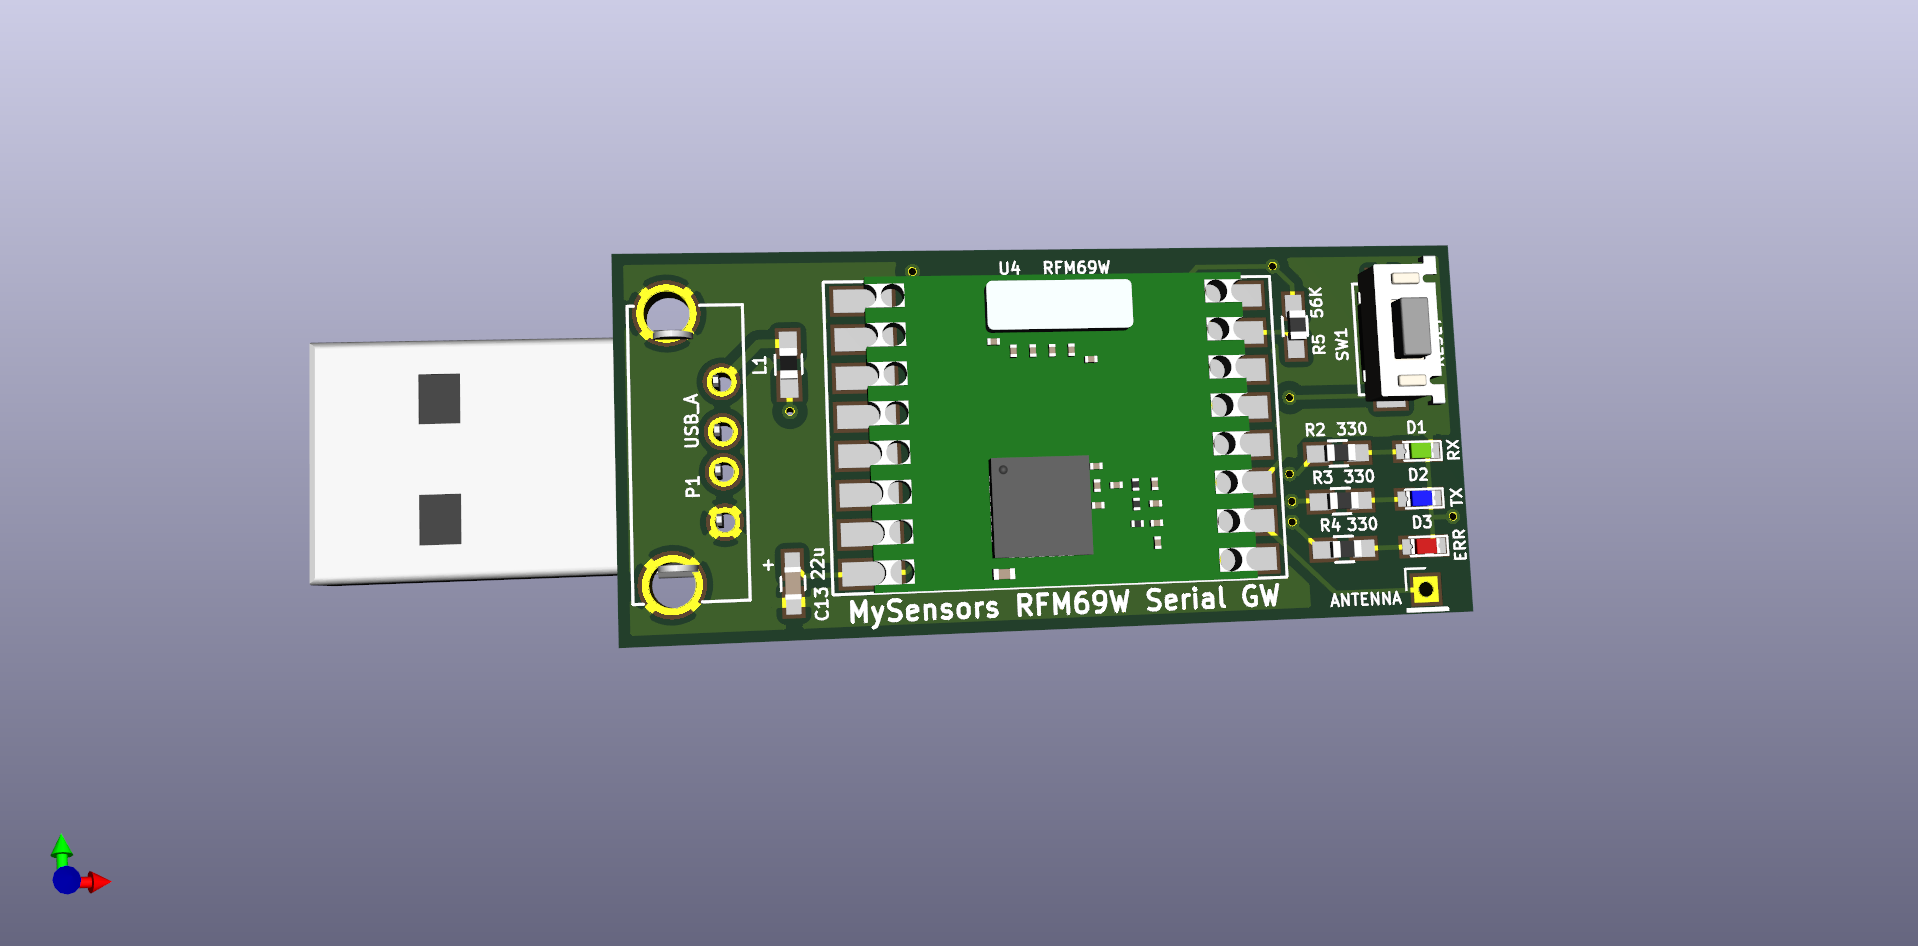 U4 RFM69W
56K
R5
SW1
L1
USB_A
P1
R2 330
D1
RX
R3 330
D2
TX
R4 330
D3
ERR
+
C13 22u
MySensors RFM69W Serial GW
ANTENNA